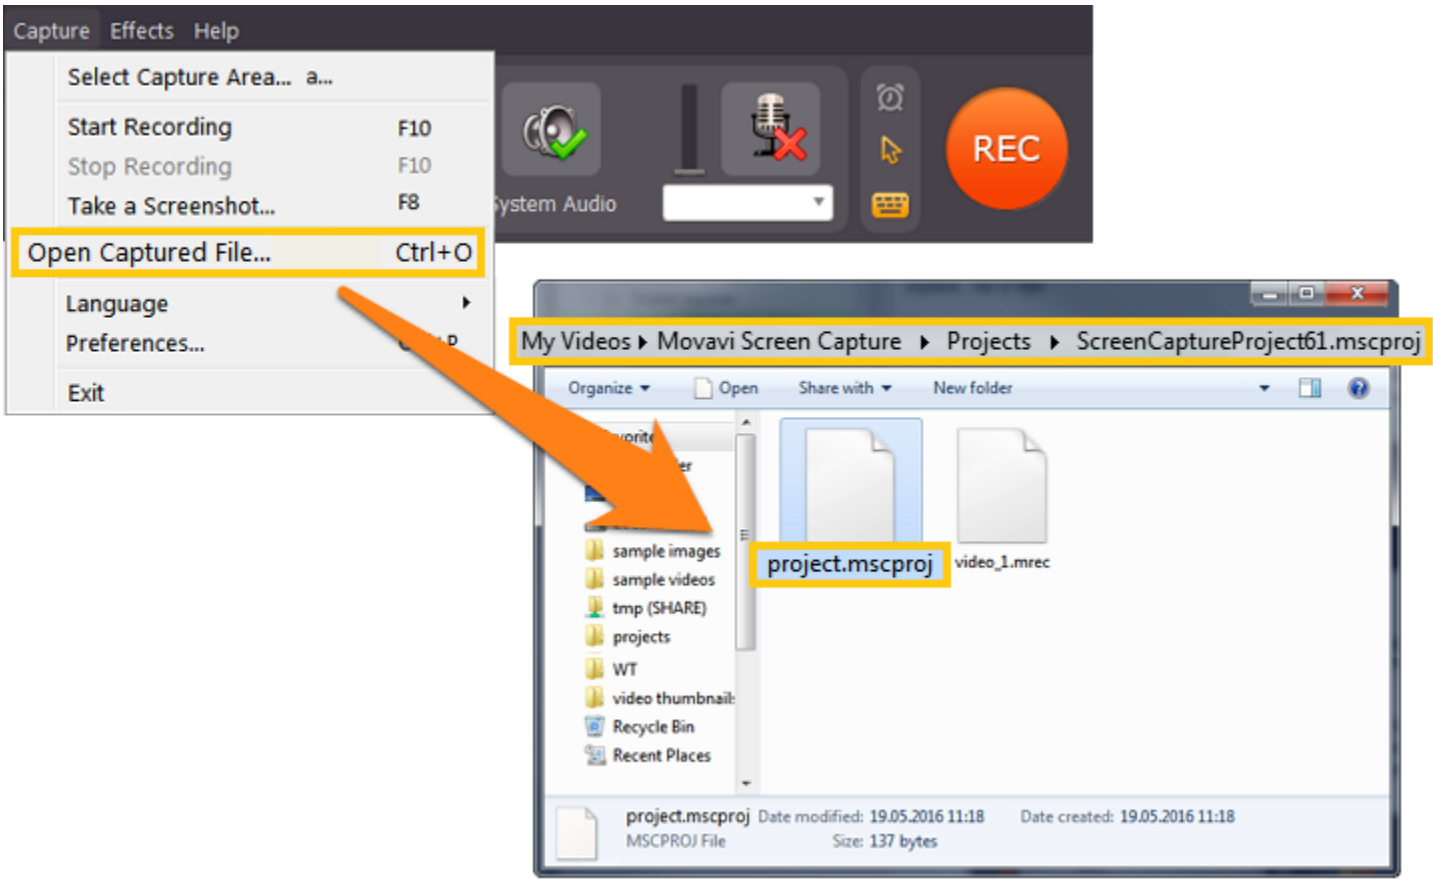 Capture Effects Help
Select Capture Area... a...
Start Recording F10
Stop Recording F10
Take a Screenshot... F8
Open Captured File... Ctrl+O
Language
Preferences...
Exit
System Audio
REC
My Videos Movavi Screen Capture Projects ScreenCaptureProject61.mscproj
Organize Open Share with New folder
sample images
sample videos
tmp (SHARE)
projects
WT
video thumbnails
Recycle Bin
Recent Places
project.mscproj
video_1.mrec
project.mscproj Date modified: 19.05.2016 11:18 Date created: 19.05.2016 11:18
MSCPROJ File Size: 137 bytes